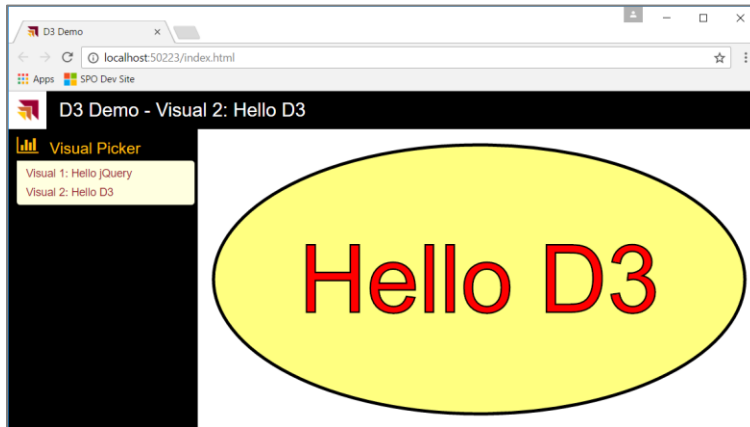 D3 Demo
localhost:50223/index.html
Apps SPO Dev Site
D3 Demo - Visual 2: Hello D3
Visual Picker
Visual 1: Hello jQuery
Visual 2: Hello D3
Hello D3